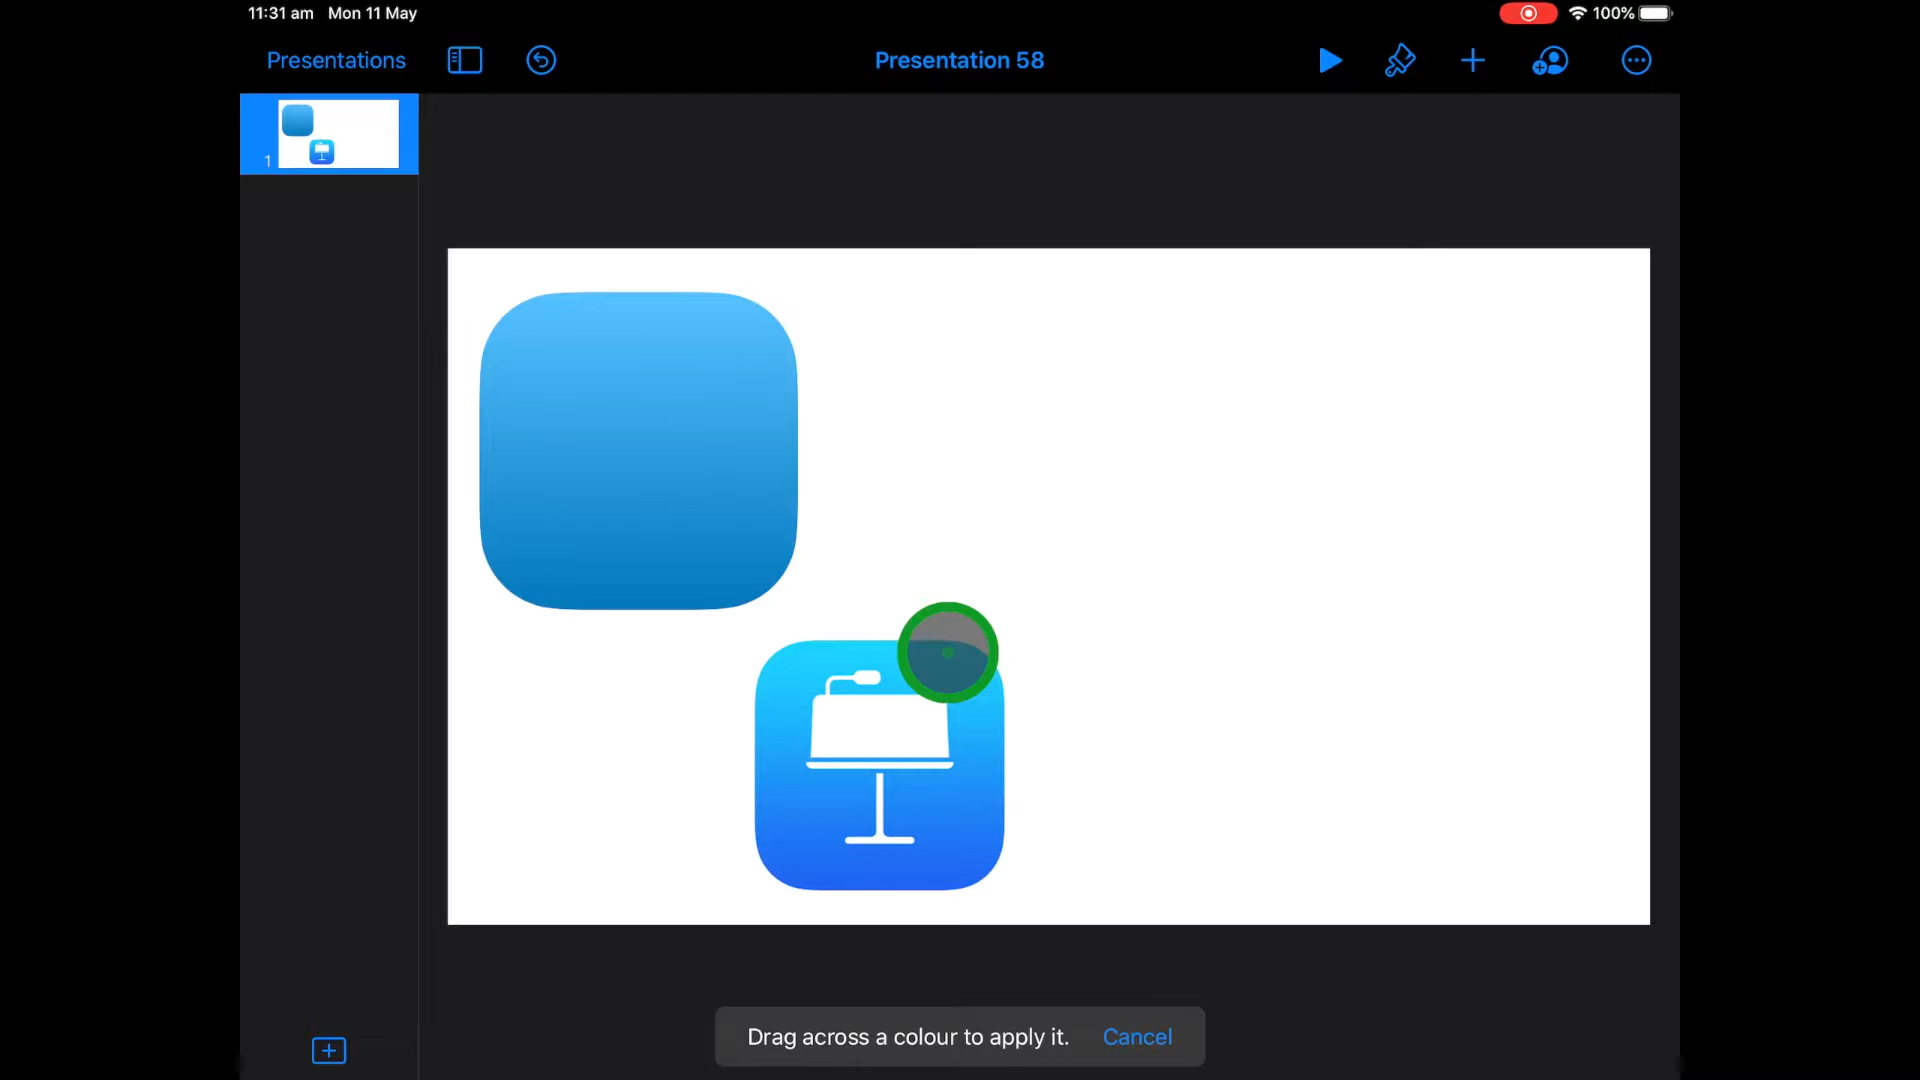 11:31 am Mon 11 May
100%
Presentations
Presentation 58
1
Drag across a colour to apply it. Cancel